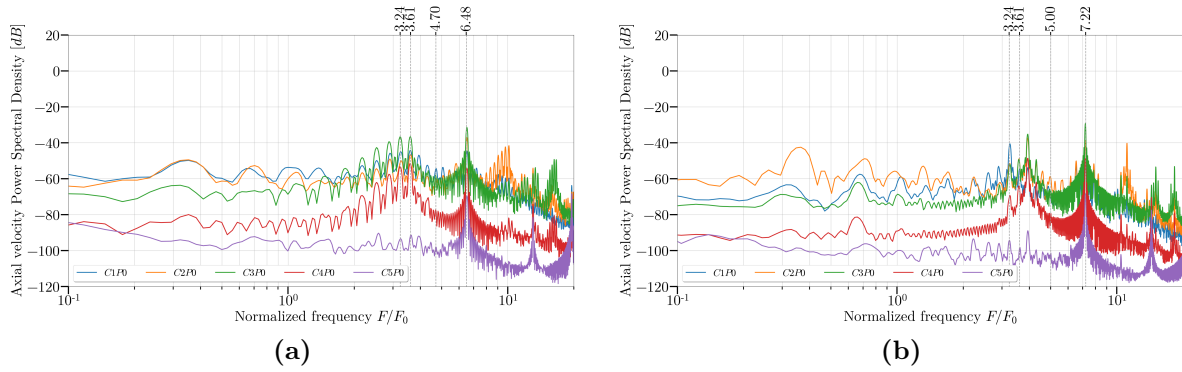 3.24
3.61
4.70
6.48
20
0
−20
−40
−60
−80
−100
−120
Axial velocity Power Spectral Density [dB]
C1P0 C2P0 C3P0 C4P0 C5P0
10⁻¹ 10⁰ 10¹
Normalized frequency F/F₀
(a)
3.24
3.61
5.00
7.22
20
0
−20
−40
−60
−80
−100
−120
Axial velocity Power Spectral Density [dB]
C1P0 C2P0 C3P0 C4P0 C5P0
10⁻¹ 10⁰ 10¹
Normalized frequency F/F₀
(b)